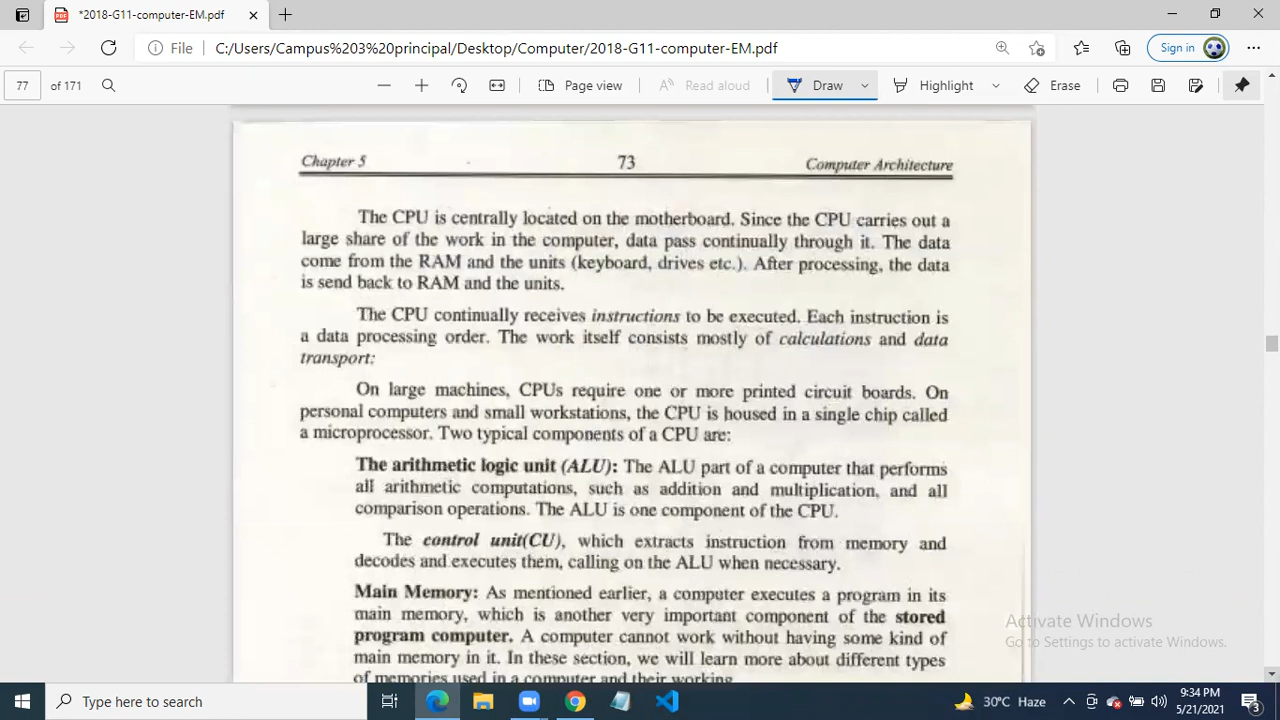 *2018-G11-computer-EM.pdf
File C:/Users/Campus%203%20principal/Desktop/Computer/2018-G11-computer-EM.pdf Sign in
77 of 171 Page view Read aloud Draw Highlight Erase
Chapter 5 73 Computer Architecture
The CPU is centrally located on the motherboard. Since the CPU carries out a
large share of the work in the computer, data pass continually through it. The data
come from the RAM and the units (keyboard, drives etc.). After processing, the data
is send back to RAM and the units.
The CPU continually receives instructions to be executed. Each instruction is
a data processing order. The work itself consists mostly of calculations and data
transport:
On large machines, CPUs require one or more printed circuit boards. On
personal computers and small workstations, the CPU is housed in a single chip called
a microprocessor. Two typical components of a CPU are:
The arithmetic logic unit (ALU): The ALU part of a computer that performs
all arithmetic computations, such as addition and multiplication, and all
comparison operations. The ALU is one component of the CPU.
The control unit(CU), which extracts instruction from memory and
decodes and executes them, calling on the ALU when necessary.
Main Memory: As mentioned earlier, a computer executes a program in its
main memory, which is another very important component of the stored
program computer. A computer cannot work without having some kind of
main memory in it. In these section, we will learn more about different types
of memories used in a computer and their working
Activate Windows
Go to Settings to activate Windows.
Type here to search 30°C Haze 9:34 PM
5/21/2021 3